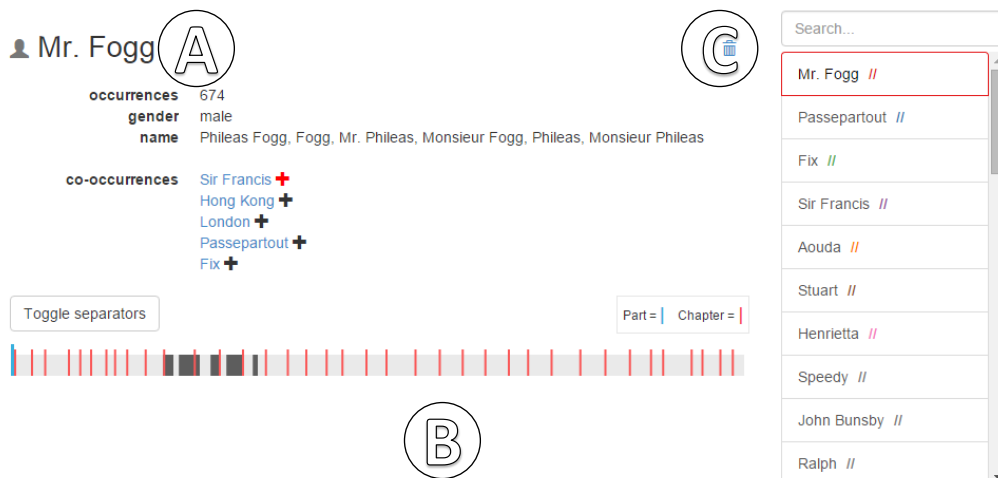 Mr. Fogg
A
C
occurrences 674
gender male
name Phileas Fogg, Fogg, Mr. Phileas, Monsieur Fogg, Phileas, Monsieur Phileas
co-occurrences Sir Francis
Hong Kong
London
Passepartout
Fix
Toggle separators
Part = | Chapter = |
B
Search...
Mr. Fogg //
Passepartout //
Fix //
Sir Francis //
Aouda //
Stuart //
Henrietta //
Speedy //
John Bunsby //
Ralph //